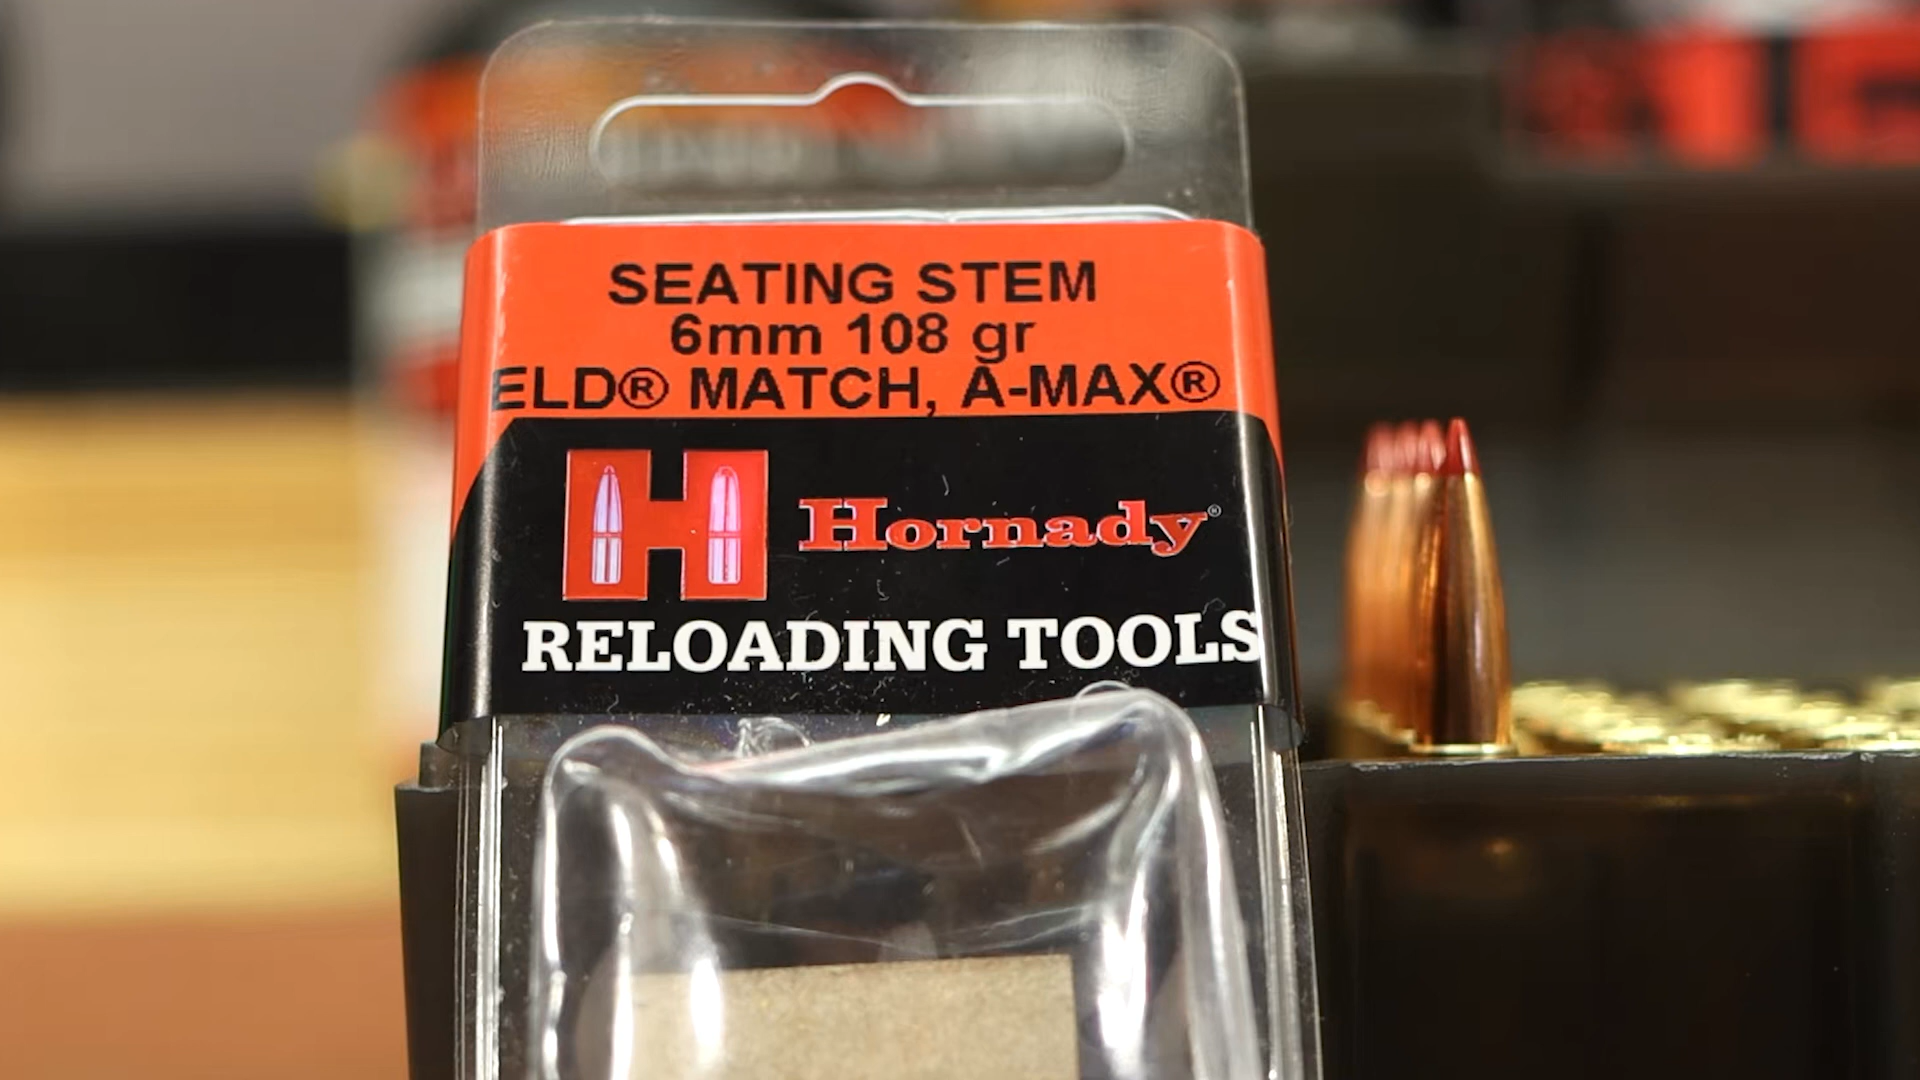 SEATING STEM
6mm 108 gr
ELD® MATCH, A-MAX®
Hornady®
RELOADING TOOLS